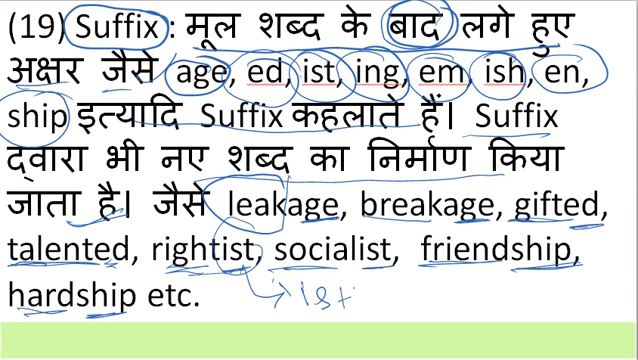 (19) Suffix : मूल शब्द के बाद लगे हुए
अक्षर जैसे age, ed, ist, ing, em, ish, en,
ship इत्यादि Suffix कहलाते हैं। Suffix
द्वारा भी नए शब्द का निर्माण किया
जाता है। जैसे leakage, breakage, gifted,
talented, rightist, socialist, friendship,
hardship etc. ist